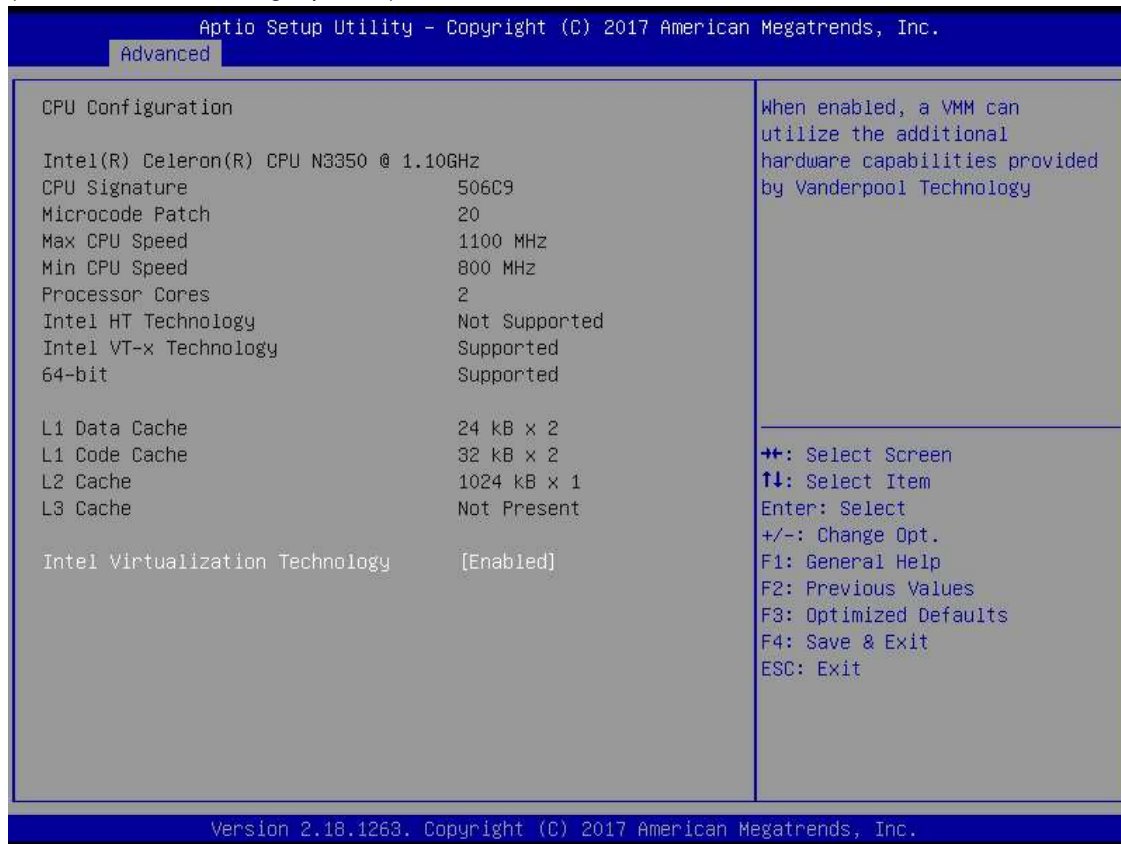 Aptio Setup Utility – Copyright (C) 2017 American Megatrends, Inc.
Advanced
CPU Configuration
Intel(R) Celeron(R) CPU N3350 @ 1.10GHz
CPU Signature 506C9
Microcode Patch 20
Max CPU Speed 1100 MHz
Min CPU Speed 800 MHz
Processor Cores 2
Intel HT Technology Not Supported
Intel VT-x Technology Supported
64-bit Supported
L1 Data Cache 24 kB x 2
L1 Code Cache 32 kB x 2
L2 Cache 1024 kB x 1
L3 Cache Not Present
Intel Virtualization Technology [Enabled]
When enabled, a VMM can
utilize the additional
hardware capabilities provided
by Vanderpool Technology
→←: Select Screen
↑↓: Select Item
Enter: Select
+/-: Change Opt.
F1: General Help
F2: Previous Values
F3: Optimized Defaults
F4: Save & Exit
ESC: Exit
Version 2.18.1263. Copyright (C) 2017 American Megatrends, Inc.